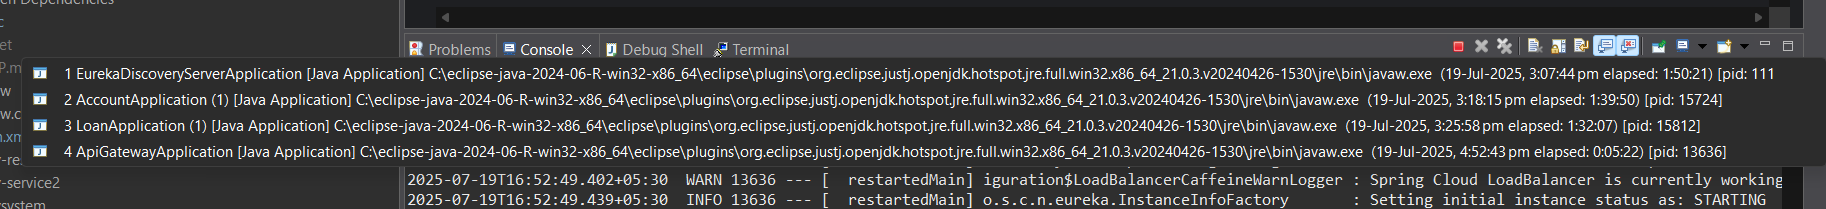 en Dependencies
c
et
Problems Console Debug Shell Terminal
P.m
1 EurekaDiscoveryServerApplication [Java Application] C:\eclipse-java-2024-06-R-win32-x86_64\eclipse\plugins\org.eclipse.justj.openjdk.hotspot.jre.full.win32.x86_64_21.0.3.v20240426-1530\jre\bin\javaw.exe (19-Jul-2025, 3:07:44 pm elapsed: 1:50:21) [pid: 111
w
2 AccountApplication (1) [Java Application] C:\eclipse-java-2024-06-R-win32-x86_64\eclipse\plugins\org.eclipse.justj.openjdk.hotspot.jre.full.win32.x86_64_21.0.3.v20240426-1530\jre\bin\javaw.exe (19-Jul-2025, 3:18:15 pm elapsed: 1:39:50) [pid: 15724]
w.c
3 LoanApplication (1) [Java Application] C:\eclipse-java-2024-06-R-win32-x86_64\eclipse\plugins\org.eclipse.justj.openjdk.hotspot.jre.full.win32.x86_64_21.0.3.v20240426-1530\jre\bin\javaw.exe (19-Jul-2025, 3:25:58 pm elapsed: 1:32:07) [pid: 15812]
n.xm
4 ApiGatewayApplication [Java Application] C:\eclipse-java-2024-06-R-win32-x86_64\eclipse\plugins\org.eclipse.justj.openjdk.hotspot.jre.full.win32.x86_64_21.0.3.v20240426-1530\jre\bin\javaw.exe (19-Jul-2025, 4:52:43 pm elapsed: 0:05:22) [pid: 13636]
y-re
2025-07-19T16:52:49.402+05:30 WARN 13636 --- [ restartedMain] iguration$LoadBalancerCaffeineWarnLogger : Spring Cloud LoadBalancer is currently working
y-service2
2025-07-19T16:52:49.439+05:30 INFO 13636 --- [ restartedMain] o.s.c.n.eureka.InstanceInfoFactory : Setting initial instance status as: STARTING
system